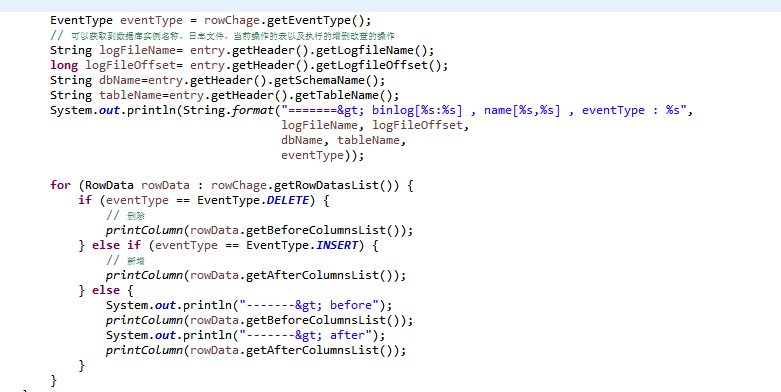 EventType eventType = rowChage.getEventType();
// 可以获取到数据库实例名称、日志文件、当前操作的表以及执行的增删改查的操作
String logFileName= entry.getHeader().getLogfileName();
long logFileOffset= entry.getHeader().getLogfileOffset();
String dbName=entry.getHeader().getSchemaName();
String tableName=entry.getHeader().getTableName();
System.out.println(String.format("=======&gt; binlog[%s:%s] , name[%s,%s] , eventType : %s",
logFileName, logFileOffset,
dbName, tableName,
eventType));
for (RowData rowData : rowChage.getRowDatasList()) {
if (eventType == EventType.DELETE) {
// 删除
printColumn(rowData.getBeforeColumnsList());
} else if (eventType == EventType.INSERT) {
// 新增
printColumn(rowData.getAfterColumnsList());
} else {
System.out.println("-------&gt; before");
printColumn(rowData.getBeforeColumnsList());
System.out.println("-------&gt; after");
printColumn(rowData.getAfterColumnsList());
}
}